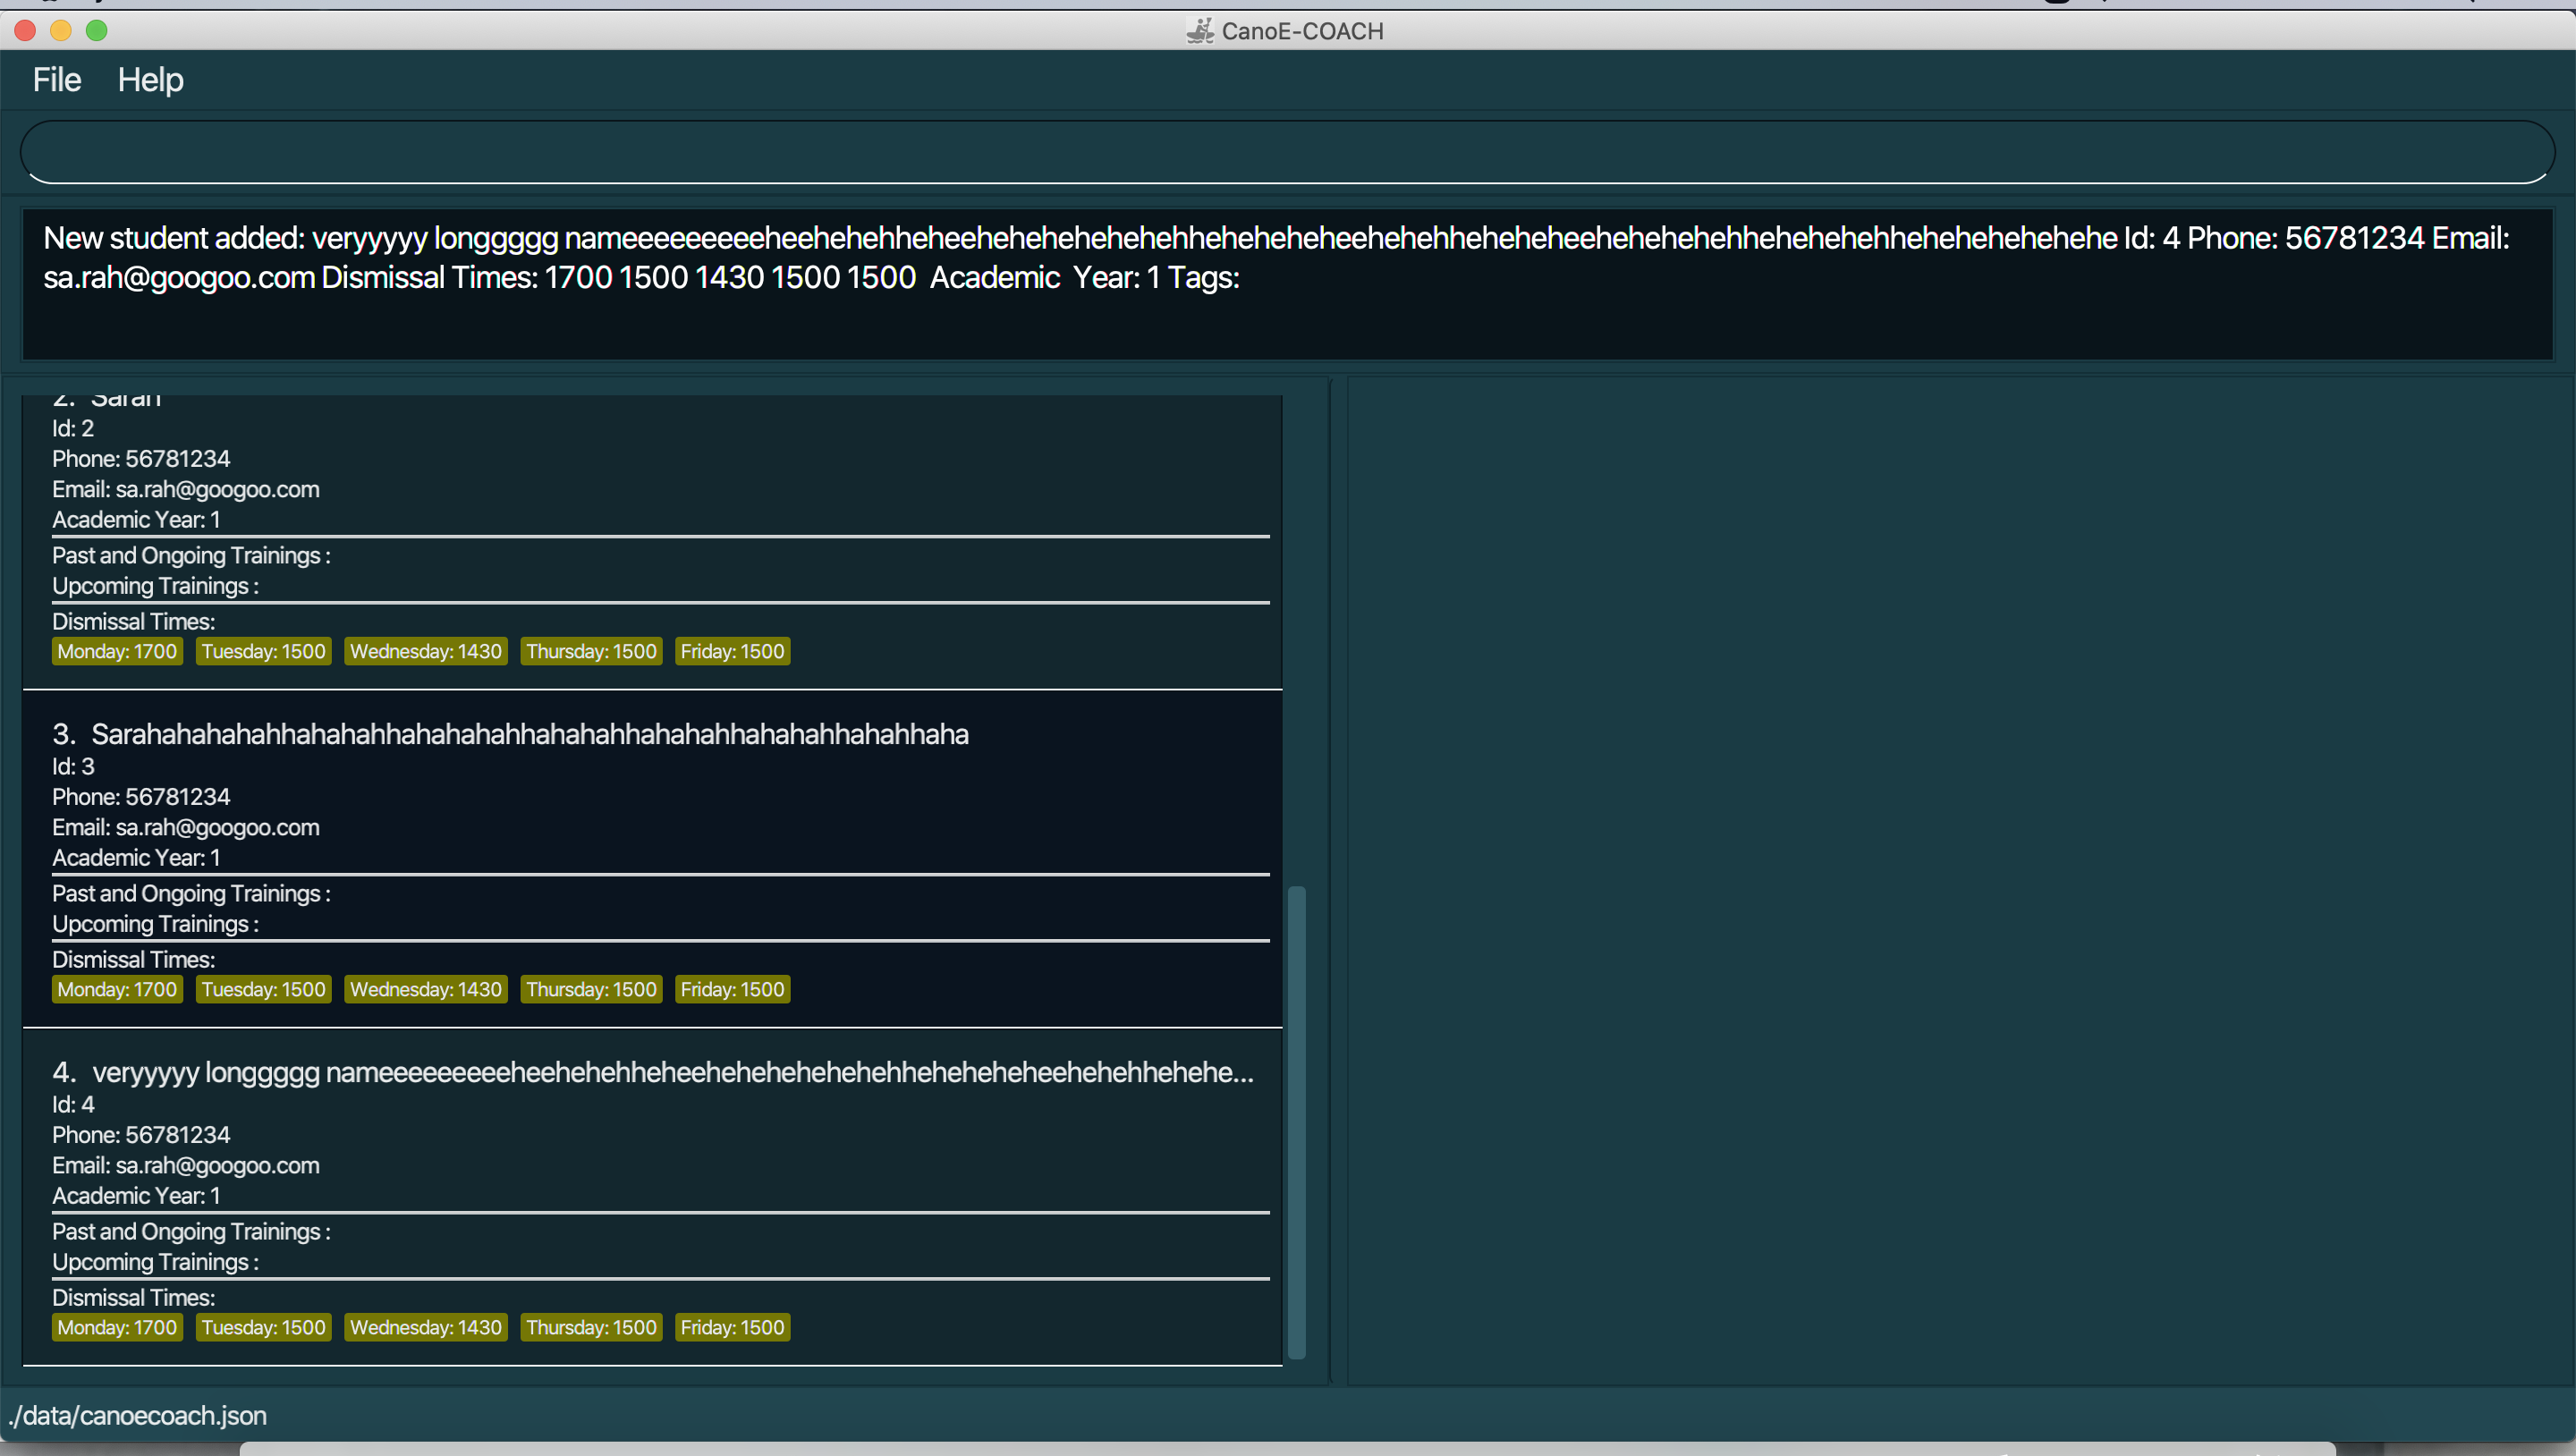 CanoE-COACH
File Help
New student added: veryyyyy longgggg nameeeeeeeeeheehehehheheehehehehehehehheheheheheehehehheheheheehehehehehhehehehehhehehehehehehe Id: 4 Phone: 56781234 Email:
sa.rah@googoo.com Dismissal Times: 1700 1500 1430 1500 1500 Academic Year: 1 Tags:
2. Sarah
Id: 2
Phone: 56781234
Email: sa.rah@googoo.com
Academic Year: 1
Past and Ongoing Trainings :
Upcoming Trainings :
Dismissal Times:
Monday: 1700 Tuesday: 1500 Wednesday: 1430 Thursday: 1500 Friday: 1500
3. Sarahahahahahhahahahhahahahahhahahahhahahahhahahahhahahhaha
Id: 3
Phone: 56781234
Email: sa.rah@googoo.com
Academic Year: 1
Past and Ongoing Trainings :
Upcoming Trainings :
Dismissal Times:
Monday: 1700 Tuesday: 1500 Wednesday: 1430 Thursday: 1500 Friday: 1500
4. veryyyyy longgggg nameeeeeeeeeheehehehheheehehehehehehehheheheheheehehehhehehe...
Id: 4
Phone: 56781234
Email: sa.rah@googoo.com
Academic Year: 1
Past and Ongoing Trainings :
Upcoming Trainings :
Dismissal Times:
Monday: 1700 Tuesday: 1500 Wednesday: 1430 Thursday: 1500 Friday: 1500
./data/canoecoach.json